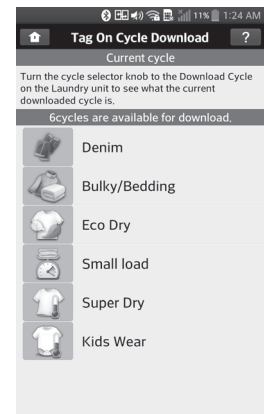 11% 1:24 AM
Tag On Cycle Download ?
Current cycle
Turn the cycle selector knob to the Download Cycle
on the Laundry unit to see what the current
downloaded cycle is.
6cycles are available for download.
Denim
Bulky/Bedding
Eco Dry
Small load
Super Dry
Kids Wear